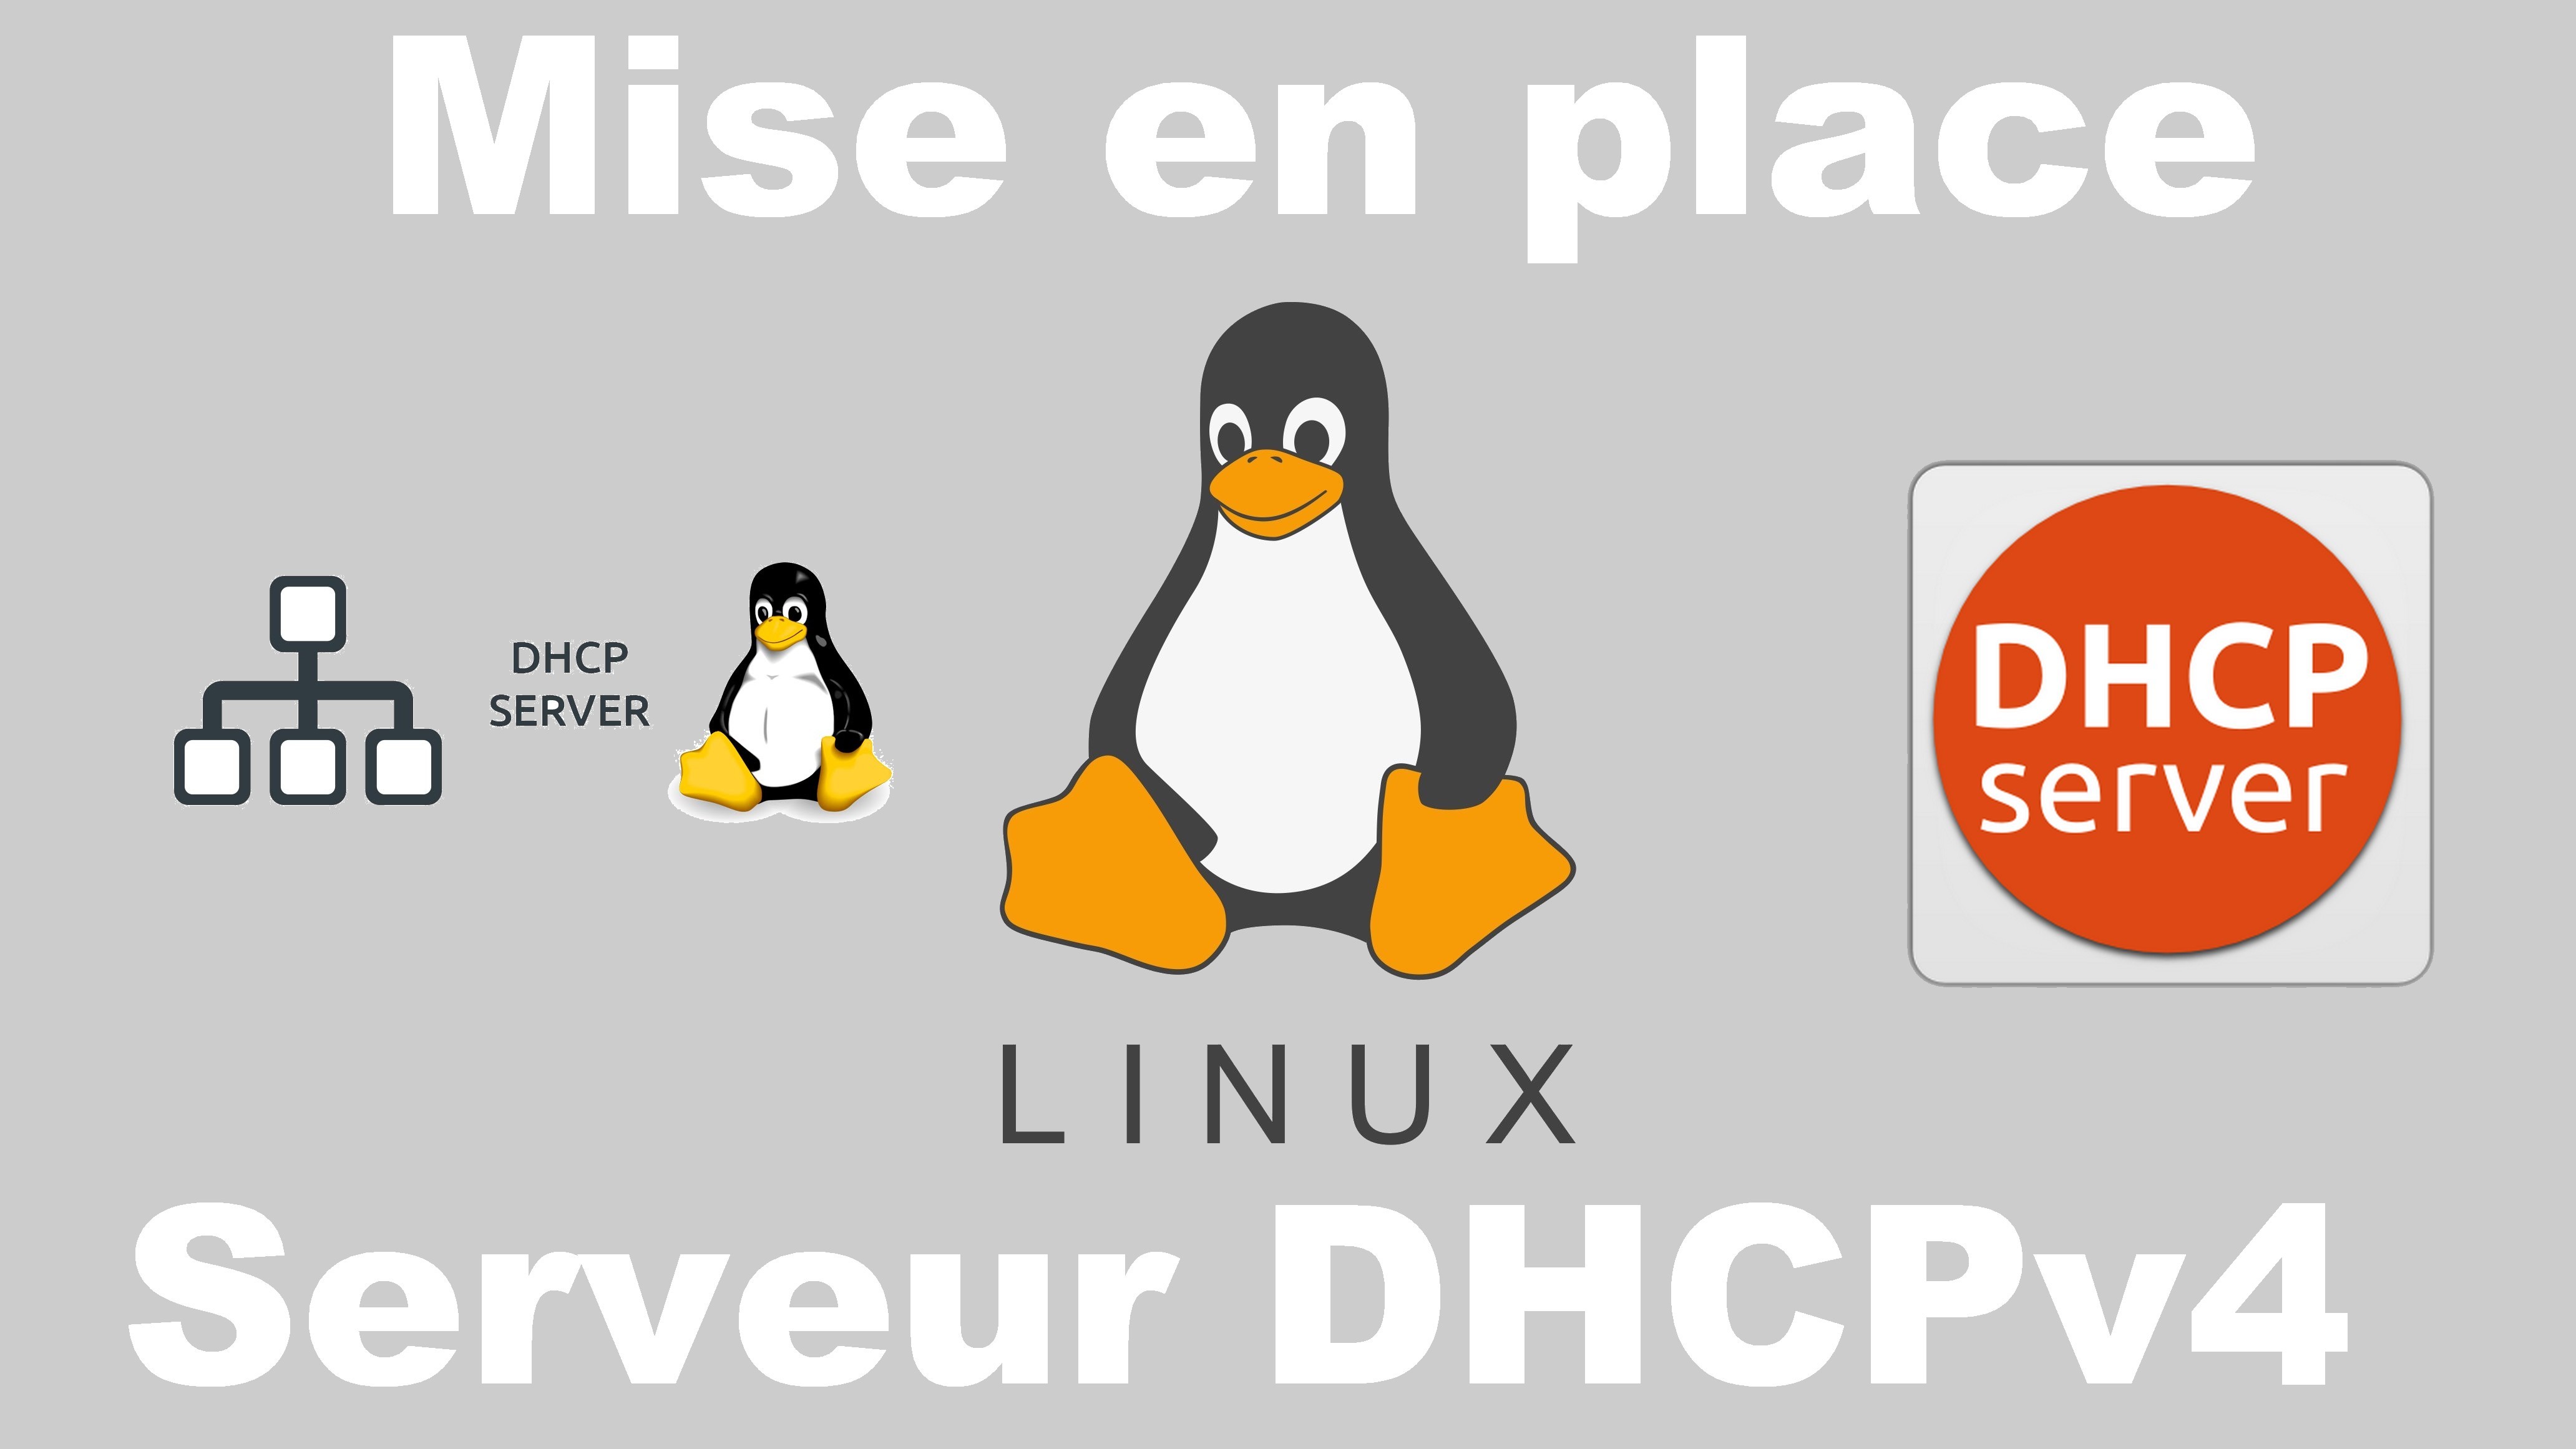 Mise en place
DHCP
SERVER
DHCP
server
LINUX
Serveur DHCPv4